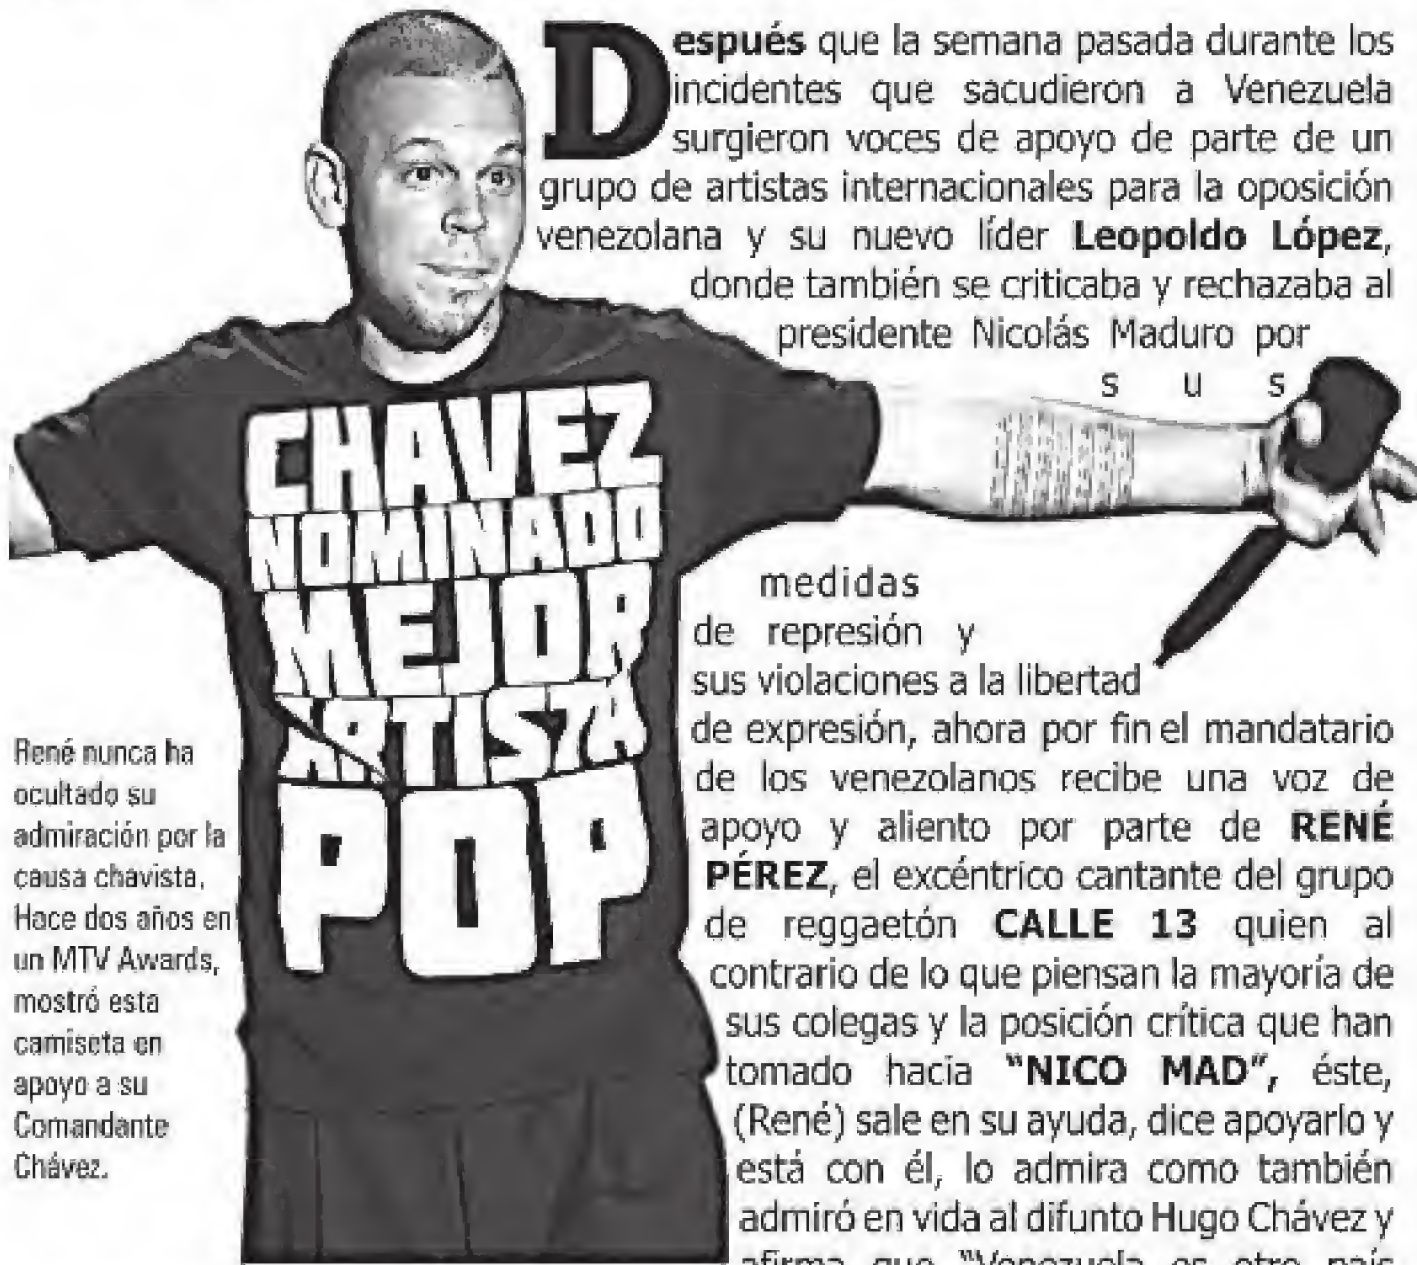 Después que la semana pasada durante los
incidentes que sacudieron a Venezuela
surgieron voces de apoyo de parte de un
grupo de artistas internacionales para la oposición
venezolana y su nuevo líder Leopoldo López,
donde también se criticaba y rechazaba al
presidente Nicolás Maduro por
sus
medidas
de represión y
sus violaciones a la libertad
de expresión, ahora por fin el mandatario
de los venezolanos recibe una voz de
apoyo y aliento por parte de RENÉ
PÉREZ, el excéntrico cantante del grupo
de reggaetón CALLE 13 quien al
contrario de lo que piensan la mayoría de
sus colegas y la posición crítica que han
tomado hacia "NICO MAD", éste,
(René) sale en su ayuda, dice apoyarlo y
está con él, lo admira como también
admiró en vida al difunto Hugo Chávez y
afirma que "Venezuela es otro país
CHAVEZ
NOMINADO
MEJOR
ARTISTA
POP
René nunca ha
ocultado su
admiración por la
causa chavista.
Hace dos años en
un MTV Awards,
mostró esta
camiseta en
apoyo a su
Comandante
Chávez.